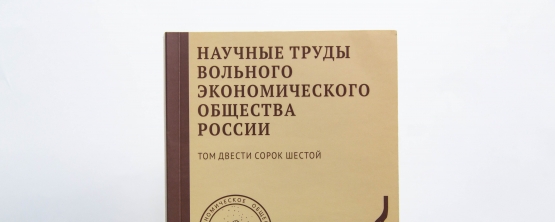 НАУЧНЫЕ ТРУДЫ
ВОЛЬНОГО
ЭКОНОМИЧЕСКОГО
ОБЩЕСТВА
РОССИИ
ТОМ ДВЕСТИ СОРОК ШЕСТОЙ